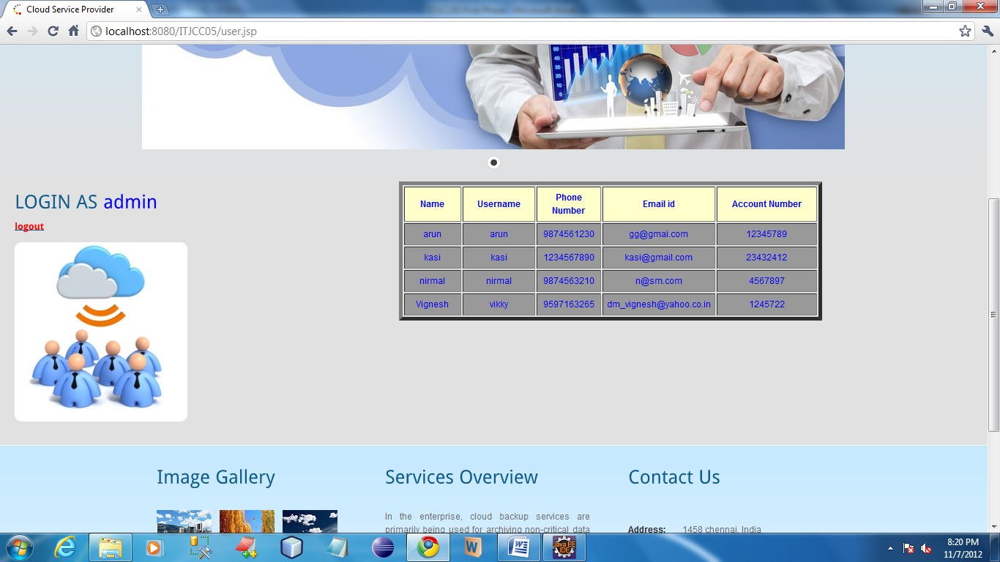 Cloud Service Provider
localhost:8080/ITJCC05/user.jsp
LOGIN AS admin
logout
Name Username Phone Number Email id Account Number
arun arun 9874561230 gg@gmai.com 12345789
kasi kasi 1234567890 kasi@gmail.com 23432412
nirmal nirmal 9874563210 n@sm.com 4567897
Vignesh vikky 9597163265 dm_vignesh@yahoo.co.in 1245722
Image Gallery Services Overview Contact Us
In the enterprise, cloud backup services are
primarily being used for archiving non-critical data
Address: 1458 chennai, India
Java EE
IDE
8:20 PM
11/7/2012